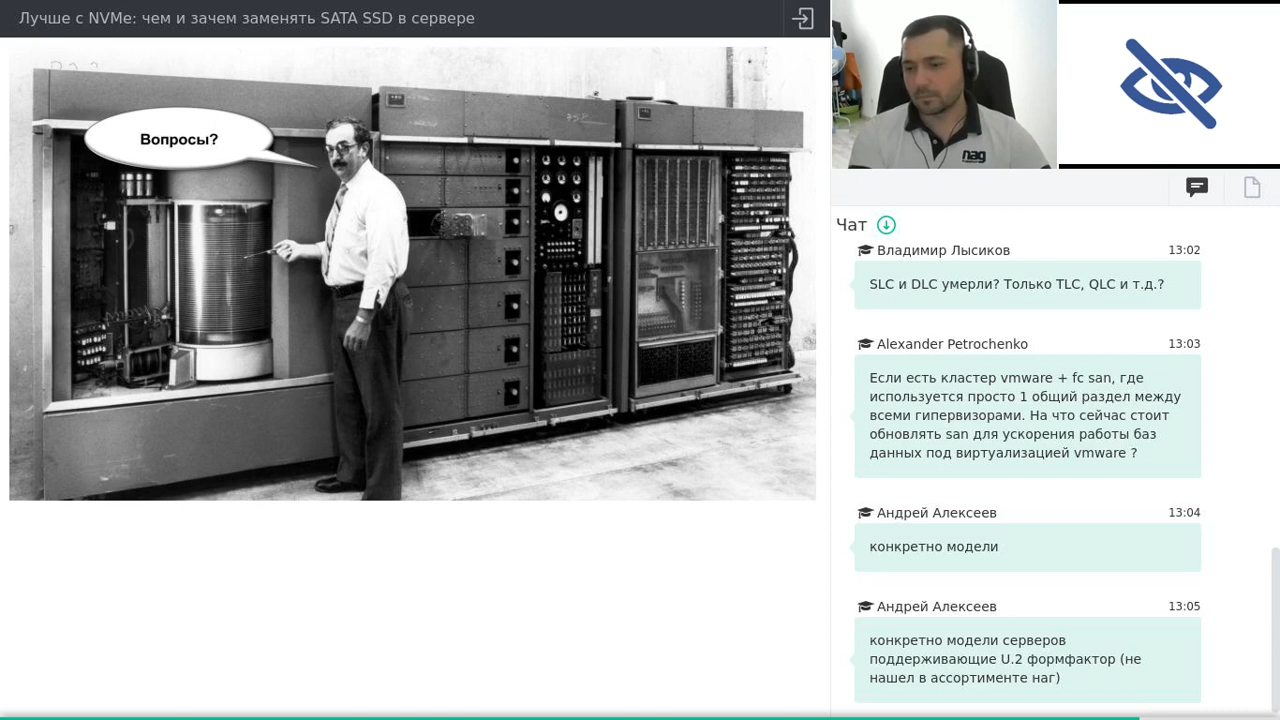 Лучше с NVMe: чем и зачем заменять SATA SSD в сервере
Вопросы?
nag
Чат
Владимир Лысиков 13:02
SLC и DLC умерли? Только TLC, QLC и т.д.?
Alexander Petrochenko 13:03
Если есть кластер vmware + fc san, где
используется просто 1 общий раздел между
всеми гипервизорами. На что сейчас стоит
обновлять san для ускорения работы баз
данных под виртуализацией vmware ?
Андрей Алексеев 13:04
конкретно модели
Андрей Алексеев 13:05
конкретно модели серверов
поддерживающие U.2 формфактор (не
нашел в ассортименте наг)